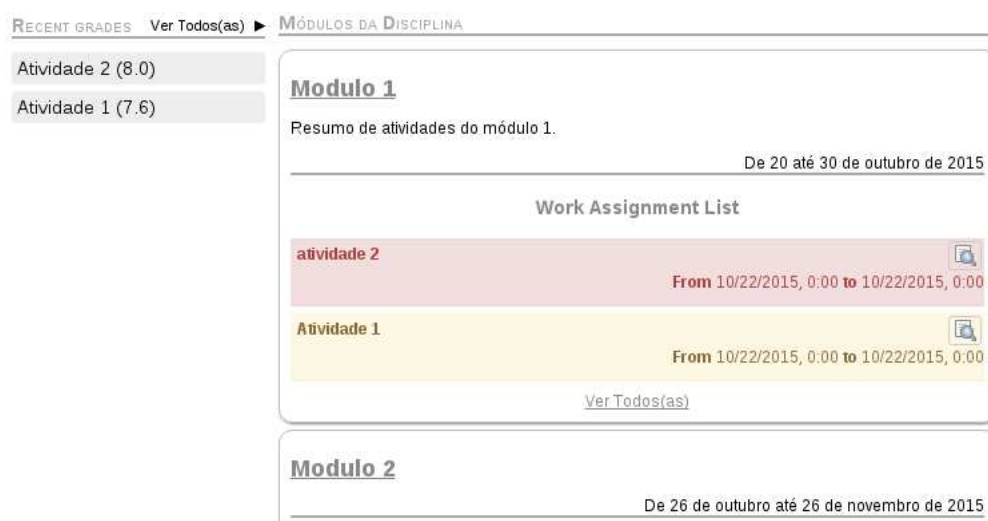 RECENT GRADES Ver Todos(as) ►
Atividade 2 (8.0)
Atividade 1 (7.6)
MÓDULOS DA DISCIPLINA
Modulo 1
Resumo de atividades do módulo 1.
De 20 até 30 de outubro de 2015
Work Assignment List
atividade 2
From 10/22/2015, 0:00 to 10/22/2015, 0:00
Atividade 1
From 10/22/2015, 0:00 to 10/22/2015, 0:00
Ver Todos(as)
Modulo 2
De 26 de outubro até 26 de novembro de 2015